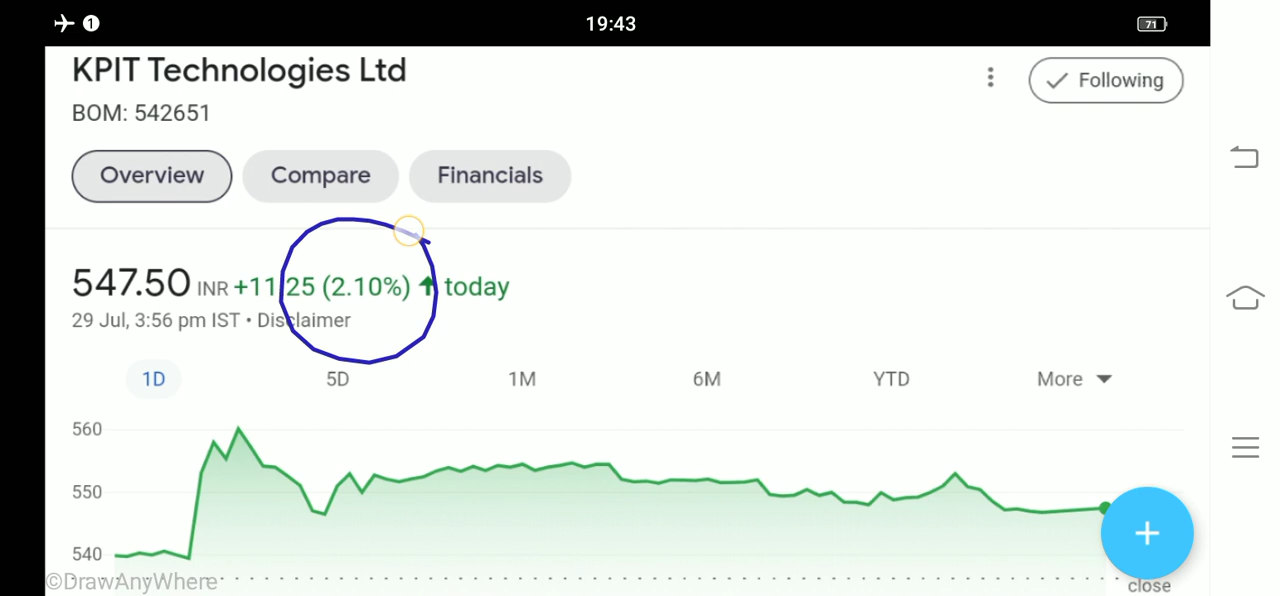 1 19:43 71
KPIT Technologies Ltd
Following
BOM: 542651
Overview Compare Financials
547.50 INR +11.25 (2.10%) today
29 Jul, 3:56 pm IST • Disclaimer
1D 5D 1M 6M YTD More
560
550
540
©DrawAnyWhere
close